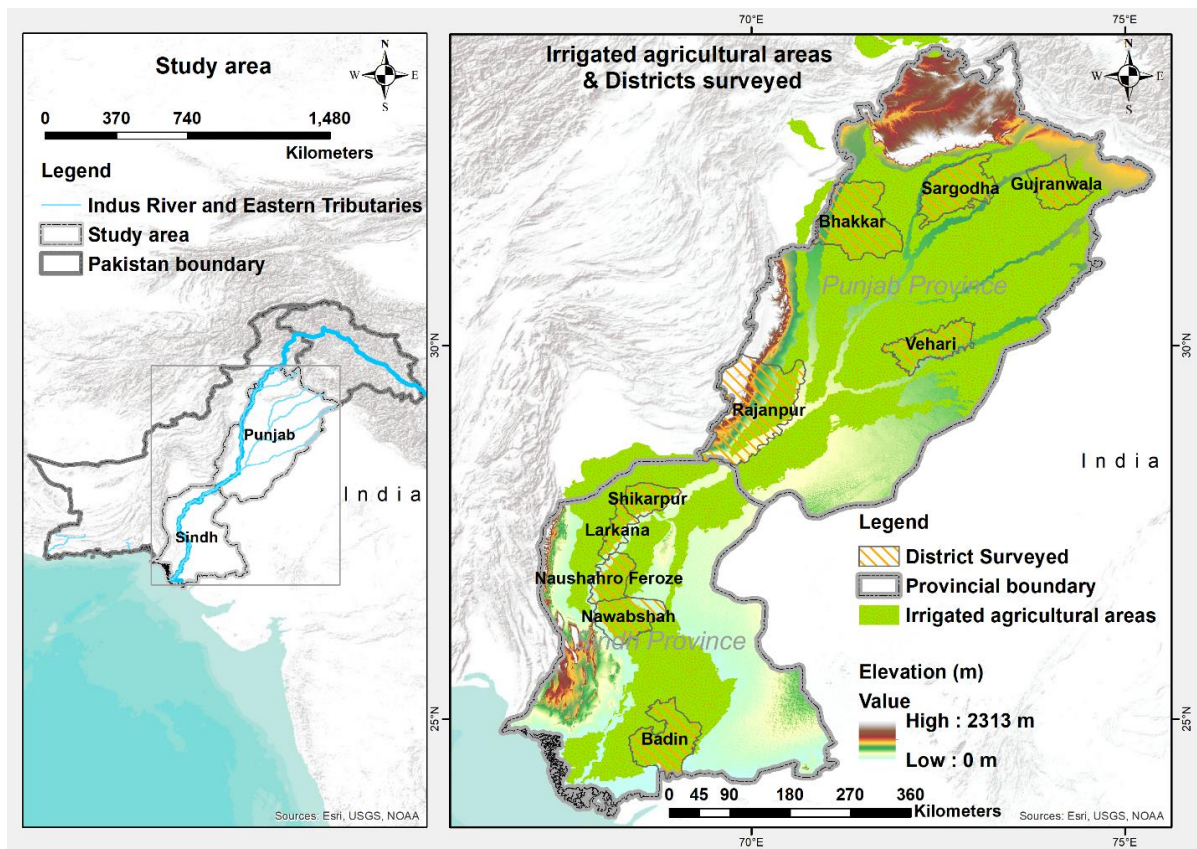 Study area
N
W
E
S
0 370 740 1,480
Kilometers
Legend
Indus River and Eastern Tributaries
Study area
Pakistan boundary
Punjab
India
Sindh
Sources: Esri, USGS, NOAA
70°E 75°E
Irrigated agricultural areas
& Districts surveyed
N
W
E
S
Sargodha
Gujranwala
Bhakkar
Punjab Province
Vehari
30°N
30°N
Rajanpur
India
Shikarpur
Larkana
Naushahro Feroze
Nawabshah
Sindh Province
25°N
25°N
Badin
Legend
District Surveyed
Provincial boundary
Irrigated agricultural areas
Elevation (m)
Value
High : 2313 m
Low : 0 m
0 45 90 180 270 360
Kilometers
Sources: Esri, USGS, NOAA
70°E 75°E